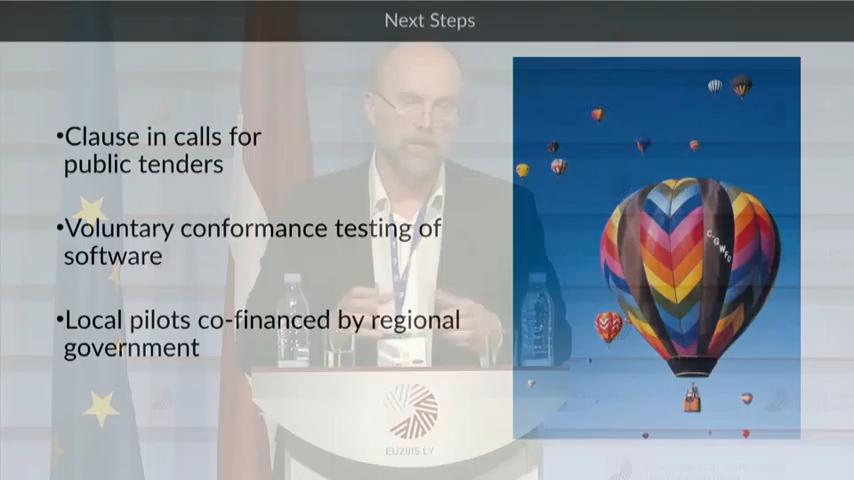 Next Steps
•Clause in calls for
public tenders
•Voluntary conformance testing of
software
•Local pilots co-financed by regional
government
C-GWFG
EU2015.LV